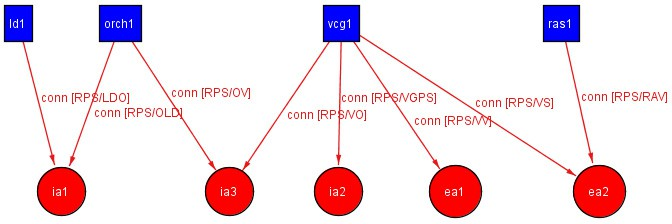 ld1
orch1
vcg1
ras1
conn [RPS/LDO]
conn [RPS/OLD]
conn [RPS/OV]
conn [RPS/VO]
conn [RPS/VGPS]
conn [RPS/VV]
conn [RPS/VS]
conn [RPS/RAV]
ia1
ia3
ia2
ea1
ea2